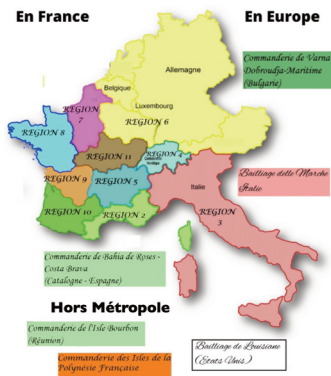 En France
En Europe
Commanderie de Varna
Dobroudja-Maritime
(Bulgarie)
Allemagne
Belgique
Luxembourg
REGION 7
REGION 6
REGION 8
REGION 11
REGION 4
REGION 9
REGION 5
REGION 10
REGION 2
Italie
REGION 3
Bailliage delle Marche
Italie
Commanderie de Bahia de Roses -
Costa Brava
(Catalogne - Espagne)
Hors Métropole
Commanderie de l'Isle Bourbon
(Réunion)
Commanderie des Isles de la
Polynésie Française
Bailliage de Louisiane
(Etats Unis)